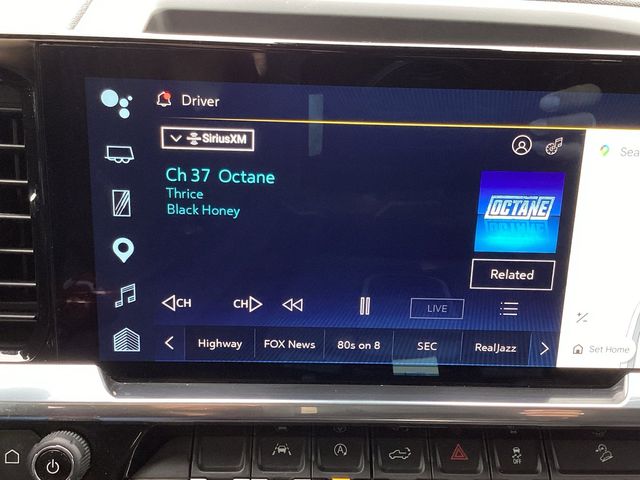 Driver
SiriusXM
Ch 37 Octane
Thrice
Black Honey
OCTANE
Related
CH
CH
LIVE
Highway
FOX News
80s on 8
SEC
RealJazz
Sea
Set Home
A